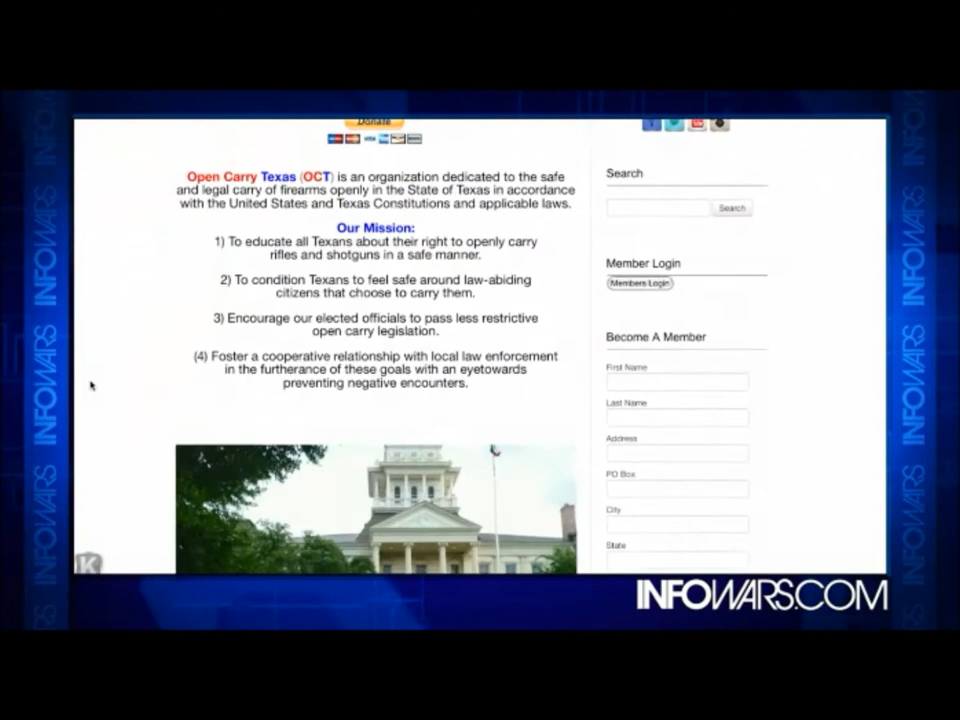 Donate
Open Carry Texas (OCT) is an organization dedicated to the safe
and legal carry of firearms openly in the State of Texas in accordance
with the United States and Texas Constitutions and applicable laws.
Our Mission:
1) To educate all Texans about their right to openly carry
rifles and shotguns in a safe manner.
2) To condition Texans to feel safe around law-abiding
citizens that choose to carry them.
3) Encourage our elected officials to pass less restrictive
open carry legislation.
(4) Foster a cooperative relationship with local law enforcement
in the furtherance of these goals with an eyetowards
preventing negative encounters.
Search
Search
Member Login
Members Login
Become A Member
First Name
Last Name
Address
PO Box
City
State
INFOWARS.COM
INFOWARS
INFOWARS
INFOWARS
INFOWARS
INFOWARS
INFOWARS